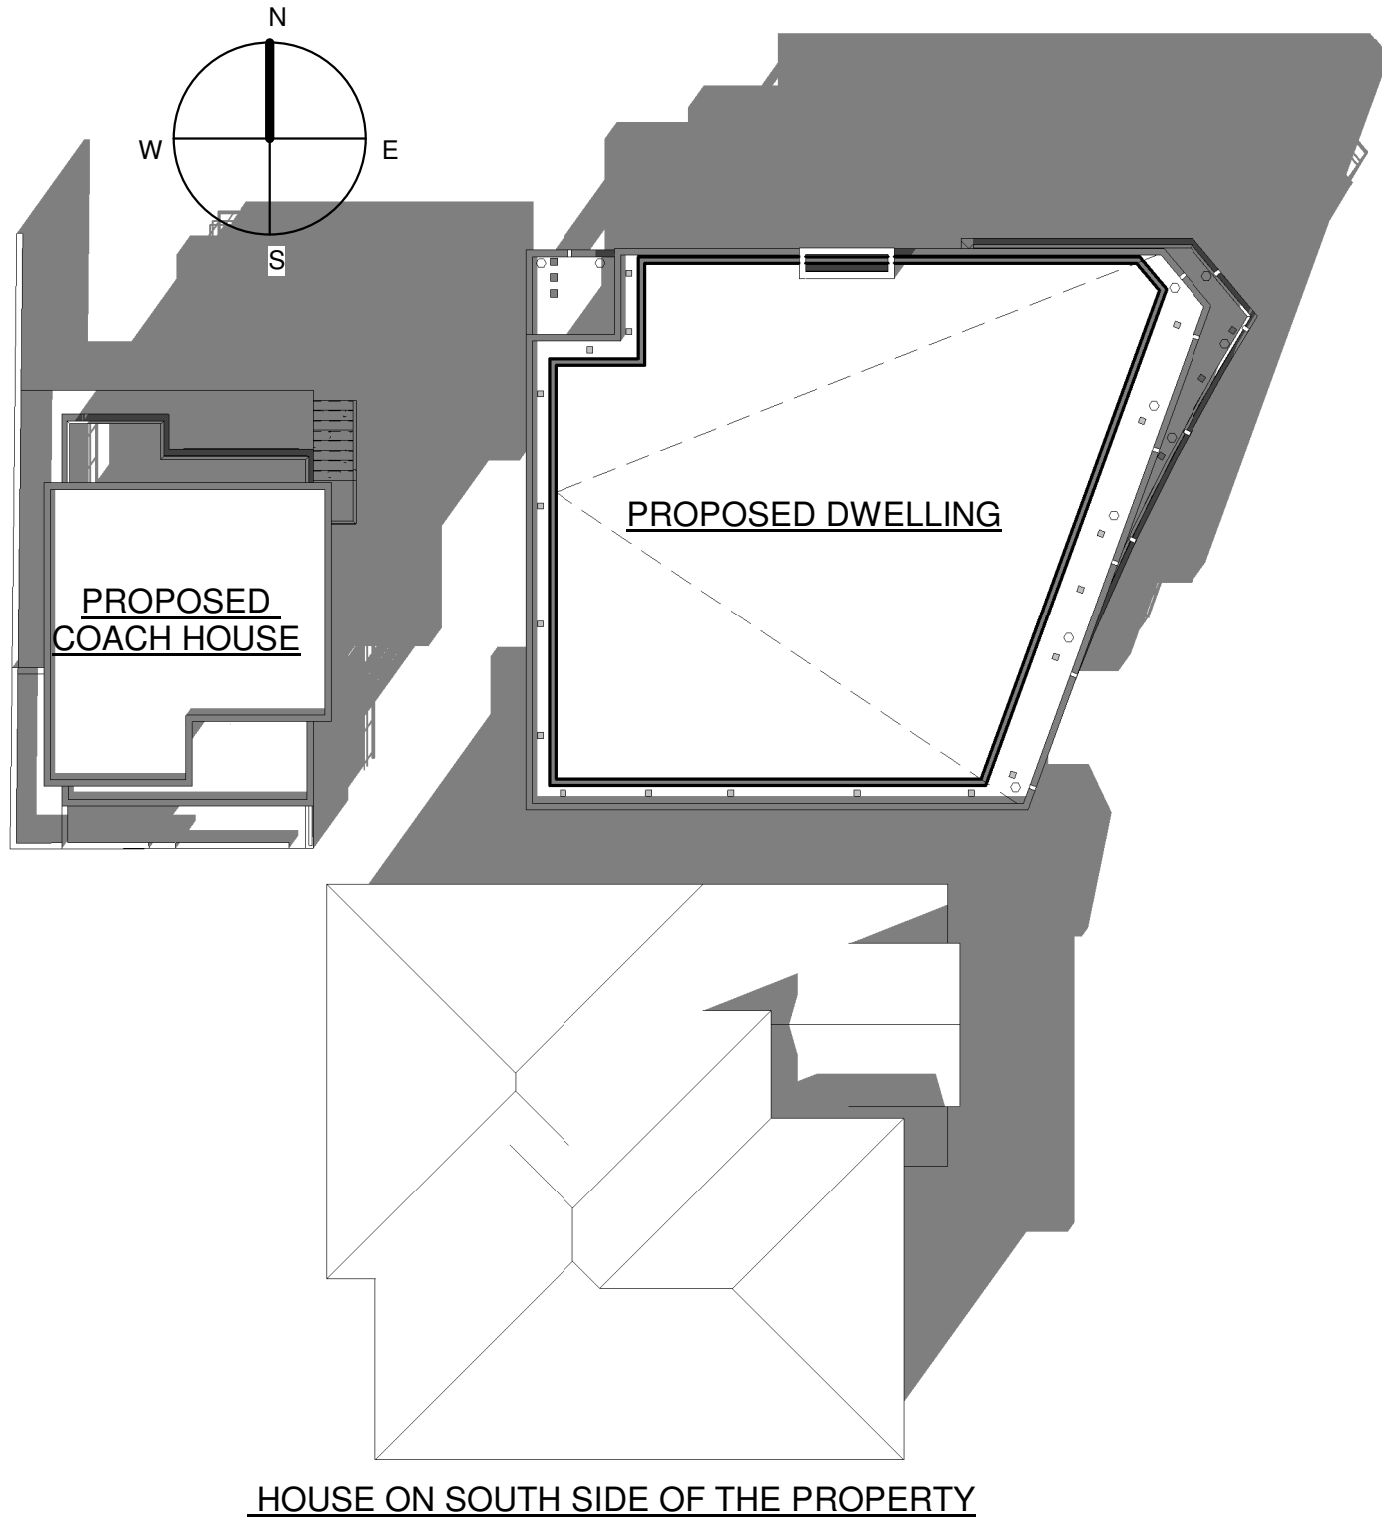 N
W
E
S
PROPOSED DWELLING
PROPOSED
COACH HOUSE
HOUSE ON SOUTH SIDE OF THE PROPERTY